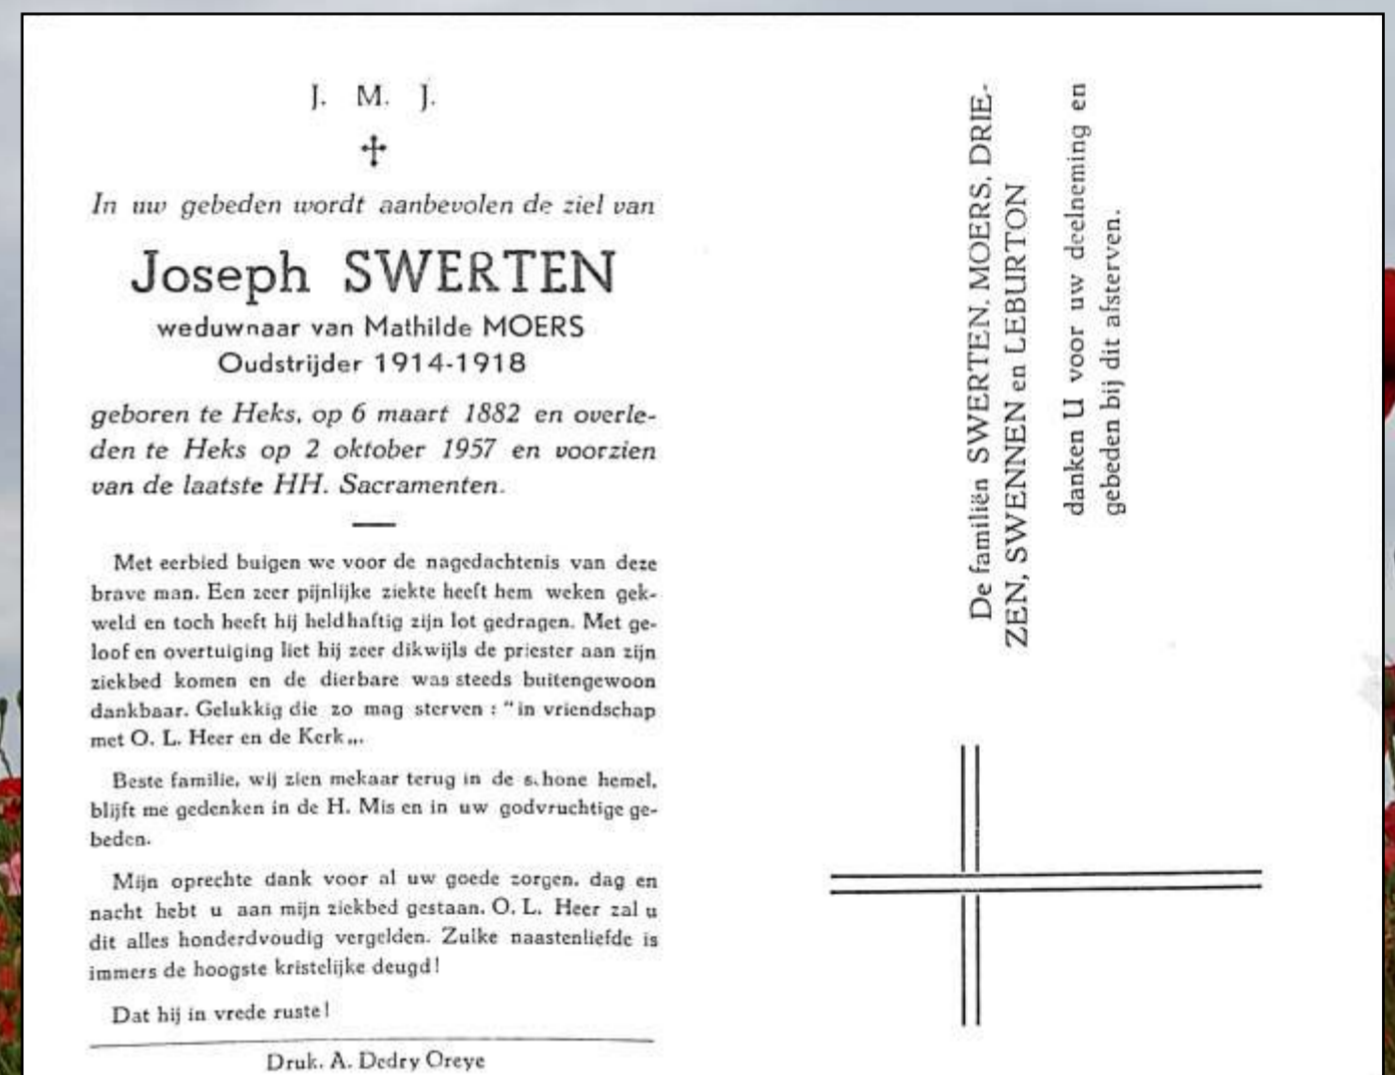 J. M. J.
In uw gebeden wordt aanbevolen de ziel van
Joseph SWERTEN
weduwnaar van Mathilde MOERS
Oudstrijder 1914-1918
geboren te Heks, op 6 maart 1882 en overle-
den te Heks op 2 oktober 1957 en voorzien
van de laatste HH. Sacramenten.
Met eerbied buigen we voor de nagedachtenis van deze
brave man. Een zeer pijnlijke ziekte heeft hem weken gek-
weld en toch heeft hij heldhaftig zijn lot gedragen. Met ge-
loof en overtuiging liet hij zeer dikwijls de priester aan zijn
ziekbed komen en de dierbare was steeds buitengewoon
dankbaar. Gelukkig die zo mag sterven : "in vriendschap
met O. L. Heer en de Kerk„.
Beste familie, wij zien mekaar terug in de s.hone hemel,
blijft me gedenken in de H. Mis en in uw godvruchtige ge-
beden.
Mijn oprechte dank voor al uw goede zorgen, dag en
nacht hebt u aan mijn ziekbed gestaan. O. L. Heer zal u
dit alles honderdvoudig vergelden. Zulke naastenliefde is
immers de hoogste kristelijke deugd!
Dat hij in vrede ruste!
Druk. A. Dedry Oreye
De familiën SWERTEN, MOERS, DRIE-
ZEN, SWENNEN en LEBURTON
danken U voor uw deelneming en
gebeden bij dit afsterven.